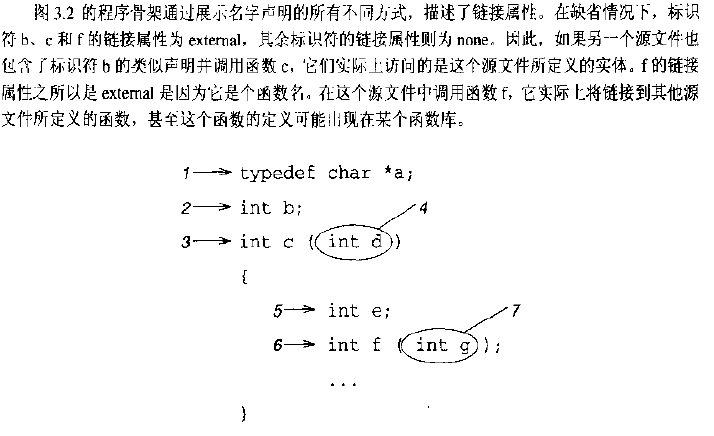 图 3.2 的程序骨架通过展示名字声明的所有不同方式，描述了链接属性。在缺省情况下，标识
符 b、c 和 f 的链接属性为 external，其余标识符的链接属性则为 none。因此，如果另一个源文件也
包含了标识符 b 的类似声明并调用函数 c，它们实际上访问的是这个源文件所定义的实体。f 的链接
属性之所以是 external 是因为它是个函数名。在这个源文件中调用函数 f，它实际上将链接到其他源
文件所定义的函数，甚至这个函数的定义可能出现在某个函数库。
1 typedef char *a;
2 int b; 4
3 int c (int d)
{
5 int e; 7
6 int f (int g);
...
}